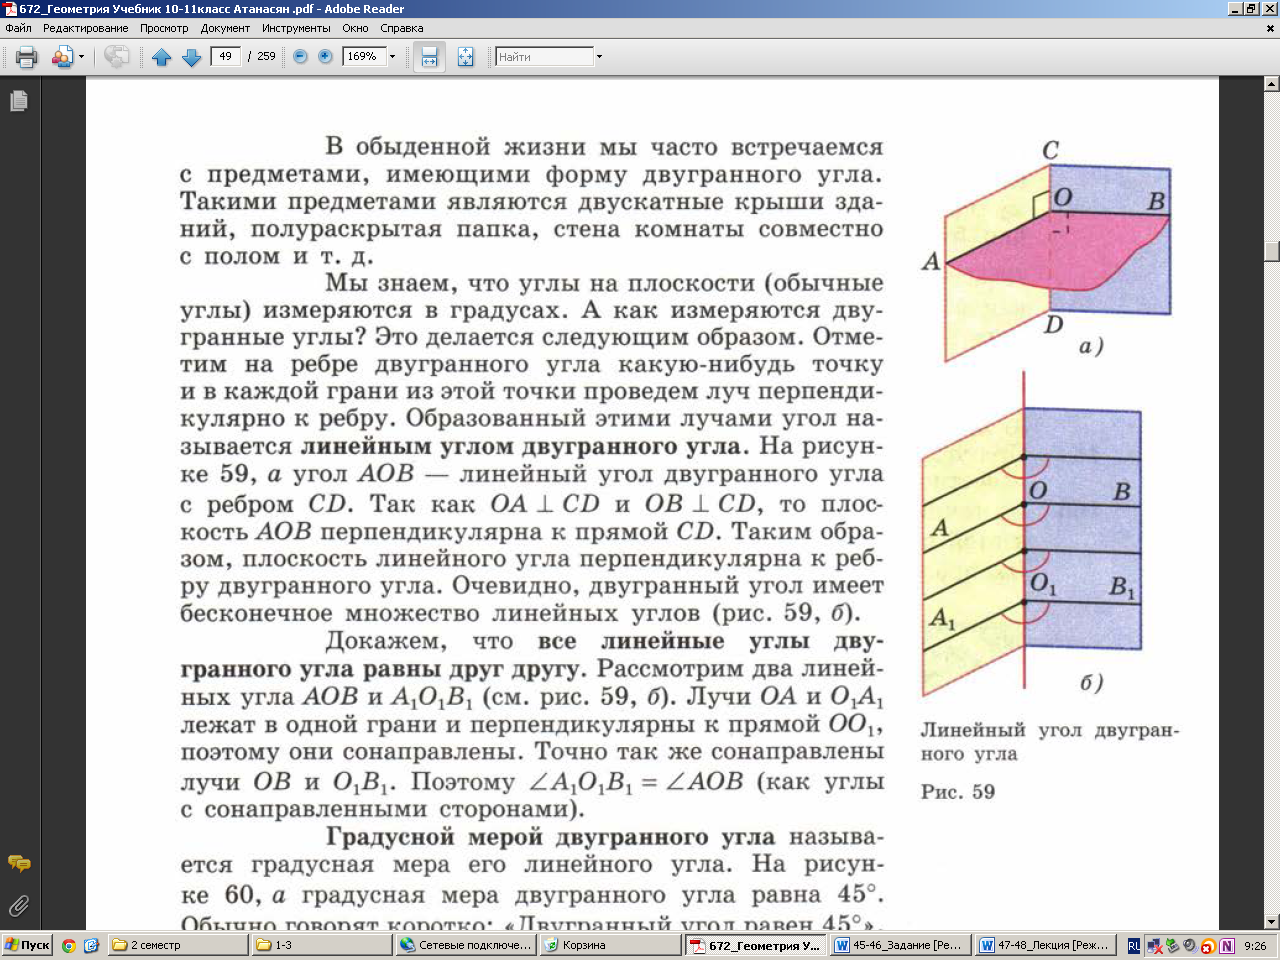 672_Геометрия Учебник 10-11класс Атанасян .pdf - Adobe Reader
Файл Редактирование Просмотр Документ Инструменты Окно Справка
49 / 259 169% Найти
В обыденной жизни мы часто встречаемся
с предметами, имеющими форму двугранного угла.
Такими предметами являются двускатные крыши зда-
ний, полураскрытая папка, стена комнаты совместно
с полом и т. д.
Мы знаем, что углы на плоскости (обычные
углы) измеряются в градусах. А как измеряются дву-
гранные углы? Это делается следующим образом. Отме-
тим на ребре двугранного угла какую-нибудь точку
и в каждой грани из этой точки проведем луч перпенди-
кулярно к ребру. Образованный этими лучами угол на-
зывается линейным углом двугранного угла. На рисун-
ке 59, а угол AOB — линейный угол двугранного угла
с ребром CD. Так как OA ⊥ CD и OB ⊥ CD, то плос-
кость AOB перпендикулярна к прямой CD. Таким обра-
зом, плоскость линейного угла перпендикулярна к реб-
ру двугранного угла. Очевидно, двугранный угол имеет
бесконечное множество линейных углов (рис. 59, б).
Докажем, что все линейные углы дву-
гранного угла равны друг другу. Рассмотрим два линей-
ных угла AOB и A₁O₁B₁ (см. рис. 59, б). Лучи OA и O₁A₁
лежат в одной грани и перпендикулярны к прямой OO₁,
поэтому они сонаправлены. Точно так же сонаправлены
лучи OB и O₁B₁. Поэтому ∠A₁O₁B₁ = ∠AOB (как углы
с сонаправленными сторонами).
Градусной мерой двугранного угла называ-
ется градусная мера его линейного угла. На рисун-
ке 60, а градусная мера двугранного угла равна 45°.
Обычно говорят коротко: «Двугранный угол равен 45°».
C
O B
A
D
а)
O B
A
O₁ B₁
A₁
б)
Линейный угол двугран-
ного угла
Рис. 59
Пуск 2 семестр 1-3 Сетевые подключе... Корзина 672_Геометрия У... 45-46_Задание [Ре... 47-48_Лекция [Реж... RU 9:26